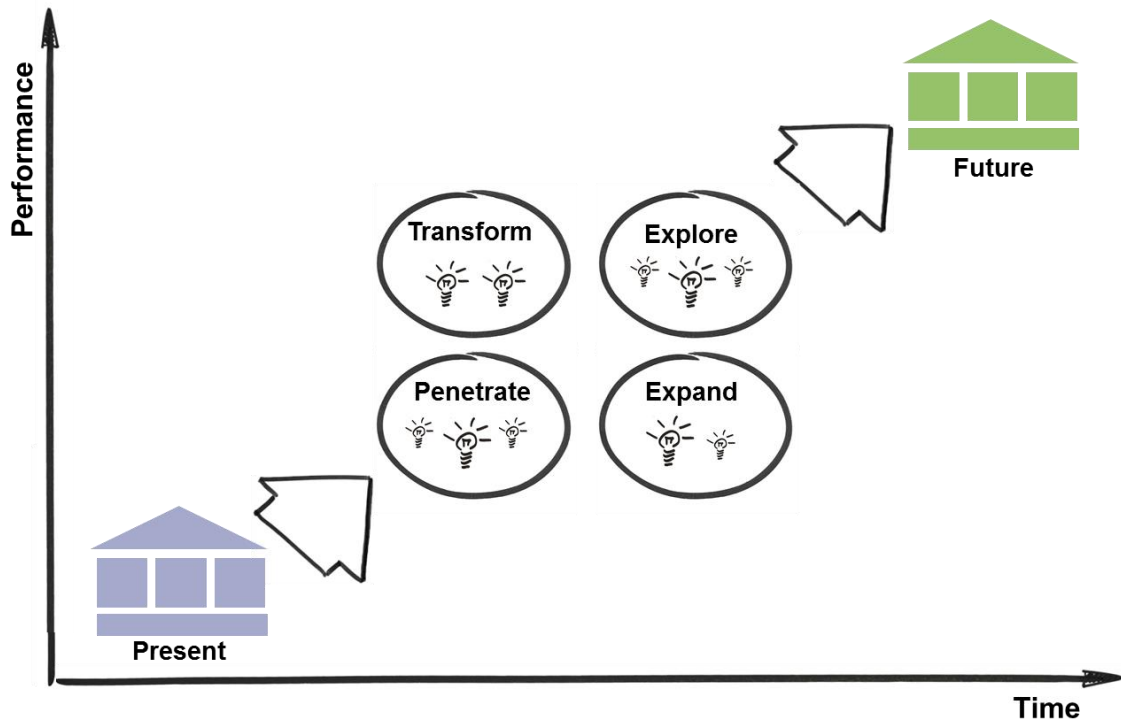 Performance
Future
Transform
Explore
Penetrate
Expand
Present
Time